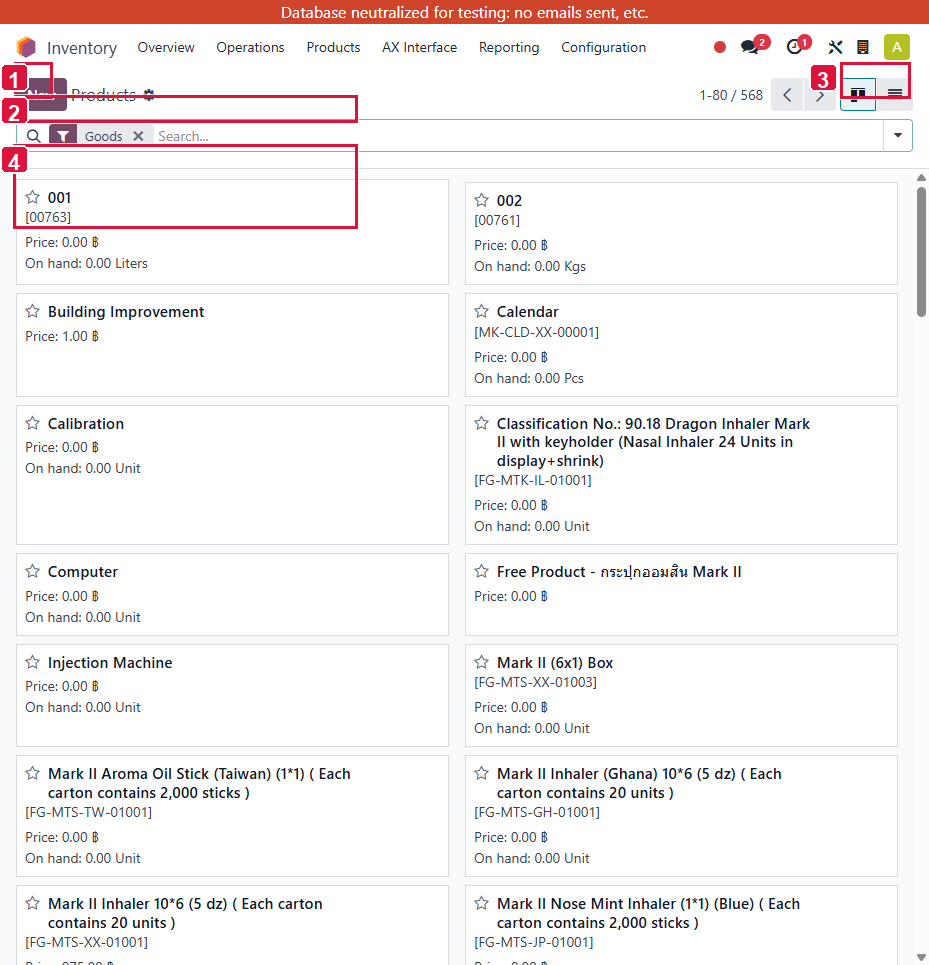 Database neutralized for testing: no emails sent, etc.
Inventory Overview Operations Products AX Interface Reporting Configuration 2 1 A
1 Products 3 1-80 / 568
2
Goods Search...
4
001
[00763]
Price: 0.00 ฿
On hand: 0.00 Liters
002
[00761]
Price: 0.00 ฿
On hand: 0.00 Kgs
Building Improvement
Price: 1.00 ฿
Calendar
[MK-CLD-XX-00001]
Price: 0.00 ฿
On hand: 0.00 Pcs
Calibration
Price: 0.00 ฿
On hand: 0.00 Unit
Classification No.: 90.18 Dragon Inhaler Mark
II with keyholder (Nasal Inhaler 24 Units in
display+shrink)
[FG-MTK-IL-01001]
Price: 0.00 ฿
On hand: 0.00 Unit
Computer
Price: 0.00 ฿
On hand: 0.00 Unit
Free Product - กระปุกออมสิน Mark II
Price: 0.00 ฿
Injection Machine
Price: 0.00 ฿
On hand: 0.00 Unit
Mark II (6x1) Box
[FG-MTS-XX-01003]
Price: 0.00 ฿
On hand: 0.00 Unit
Mark II Aroma Oil Stick (Taiwan) (1*1) ( Each
carton contains 2,000 sticks )
[FG-MTS-TW-01001]
Price: 0.00 ฿
On hand: 0.00 Unit
Mark II Inhaler (Ghana) 10*6 (5 dz) ( Each
carton contains 20 units )
[FG-MTS-GH-01001]
Price: 0.00 ฿
On hand: 0.00 Unit
Mark II Inhaler 10*6 (5 dz) ( Each carton
contains 20 units )
[FG-MTS-XX-01001]
Price: 975.00 ฿
Mark II Nose Mint Inhaler (1*1) (Blue) ( Each
carton contains 2,000 sticks )
[FG-MTS-JP-01001]
Price: 0.00 ฿